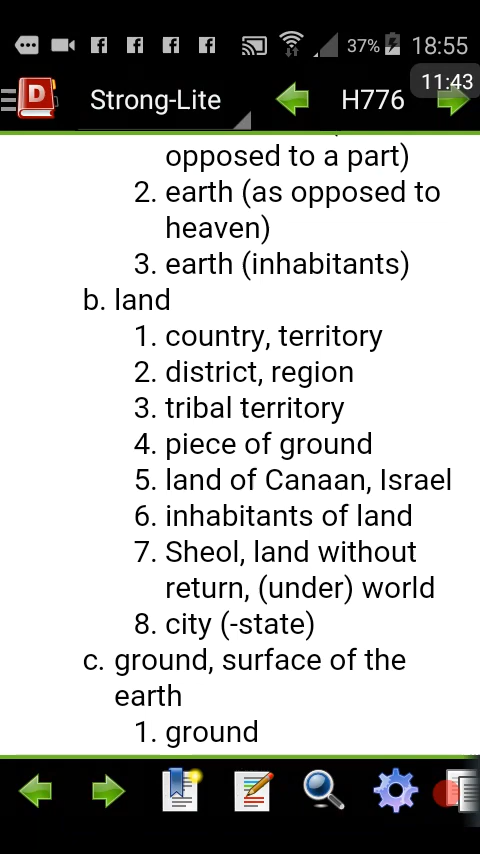 37% 18:55
11:43
D Strong-Lite H776
opposed to a part)
2. earth (as opposed to
heaven)
3. earth (inhabitants)
b. land
1. country, territory
2. district, region
3. tribal territory
4. piece of ground
5. land of Canaan, Israel
6. inhabitants of land
7. Sheol, land without
return, (under) world
8. city (-state)
c. ground, surface of the
earth
1. ground